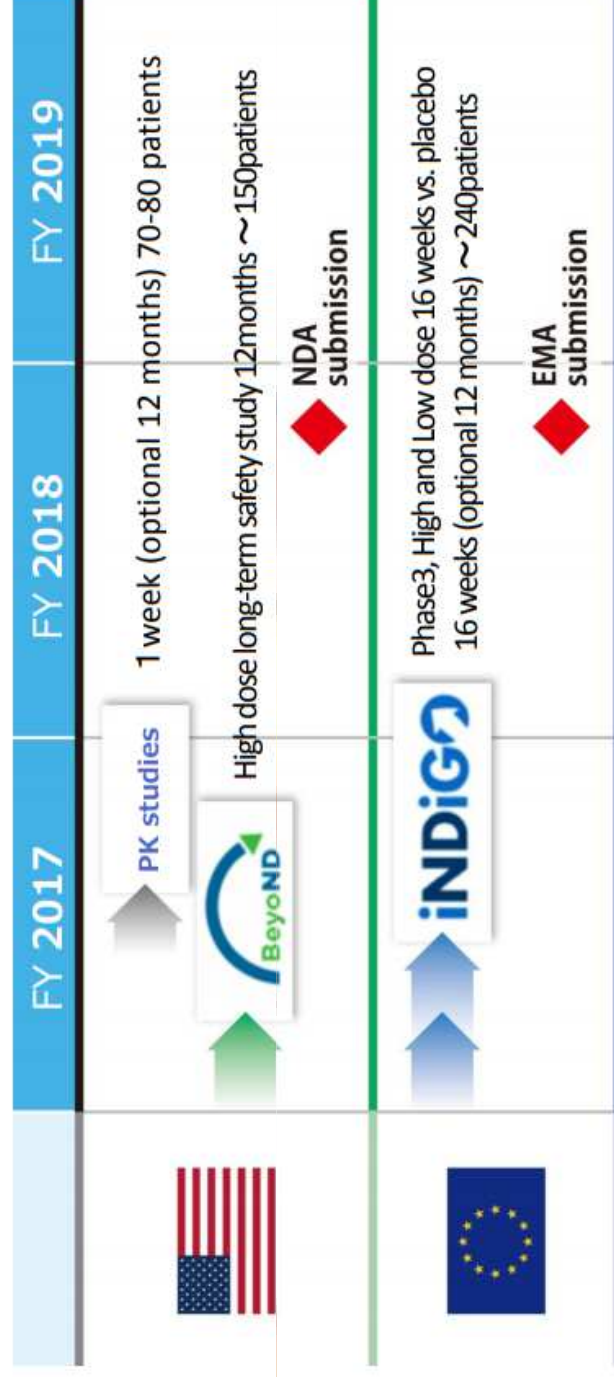 FY 2017
FY 2018
FY 2019
PK studies
1 week (optional 12 months) 70-80 patients
BeyoND
High dose long-term safety study 12months ～150patients
NDA
submission
iNDiGO
Phase3, High and Low dose 16 weeks vs. placebo
16 weeks (optional 12 months) ～240patients
EMA
submission